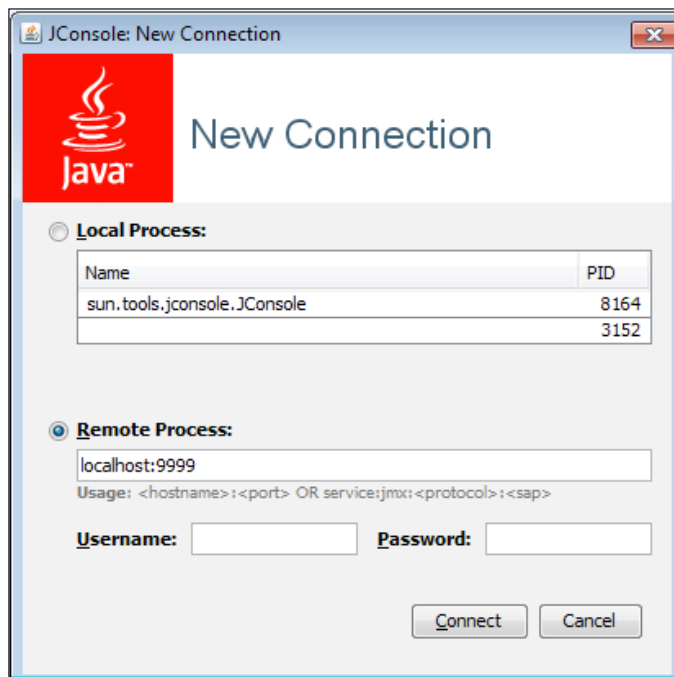 JConsole: New Connection
Java™
New Connection
Local Process:
Name PID
sun.tools.jconsole.JConsole 8164
3152
Remote Process:
localhost:9999
Usage: <hostname>:<port> OR service:jmx:<protocol>:<sap>
Username: Password:
Connect Cancel